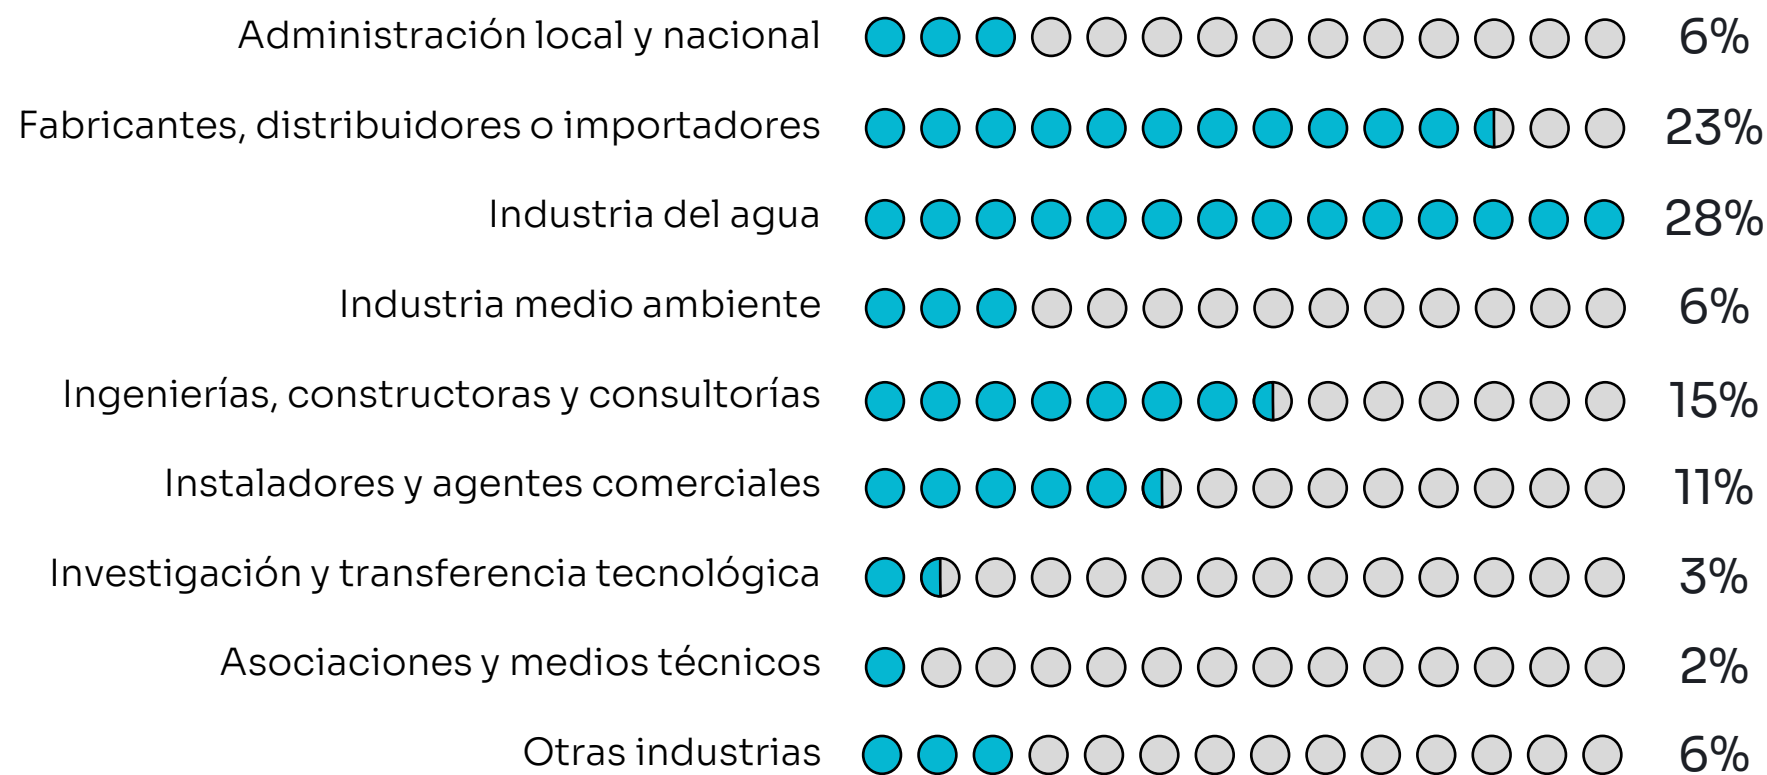 Administración local y nacional 6%
Fabricantes, distribuidores o importadores 23%
Industria del agua 28%
Industria medio ambiente 6%
Ingenierías, constructoras y consultorías 15%
Instaladores y agentes comerciales 11%
Investigación y transferencia tecnológica 3%
Asociaciones y medios técnicos 2%
Otras industrias 6%